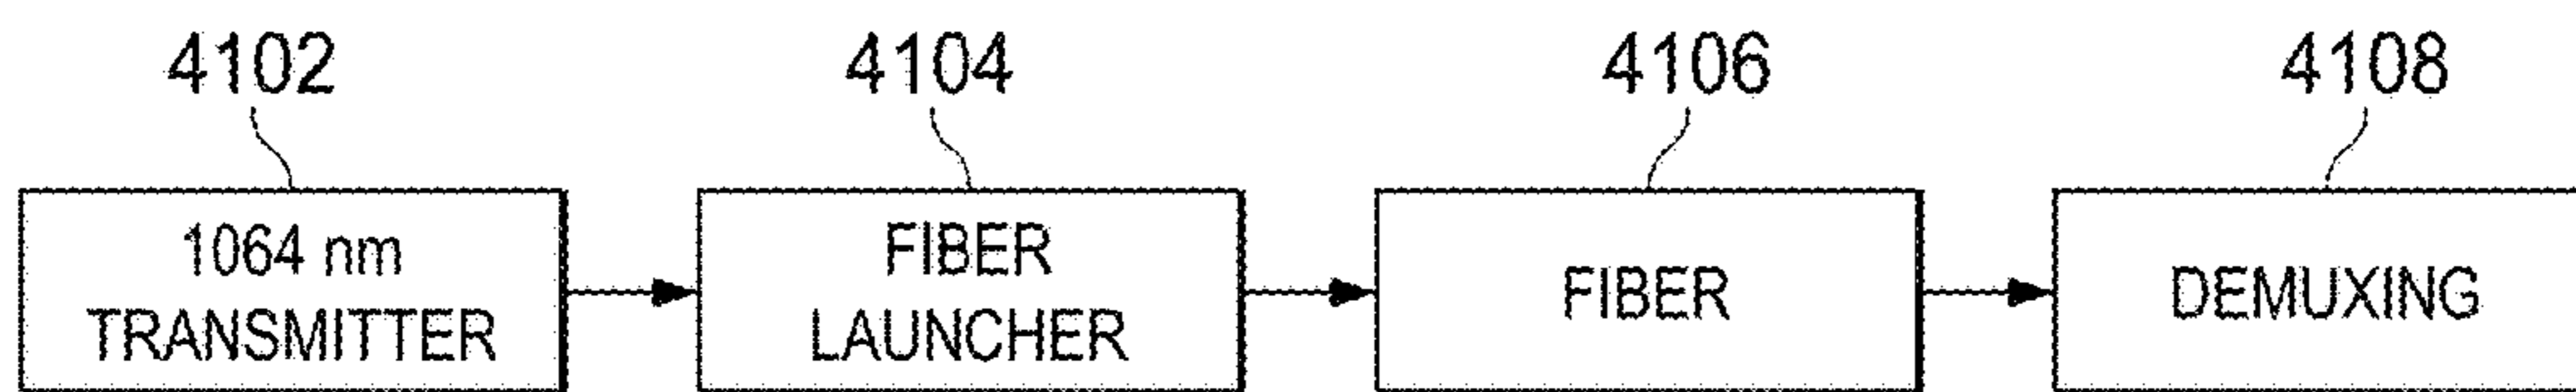 4102
4104
4106
4108
1064 nm
TRANSMITTER
FIBER
LAUNCHER
FIBER
DEMUXING